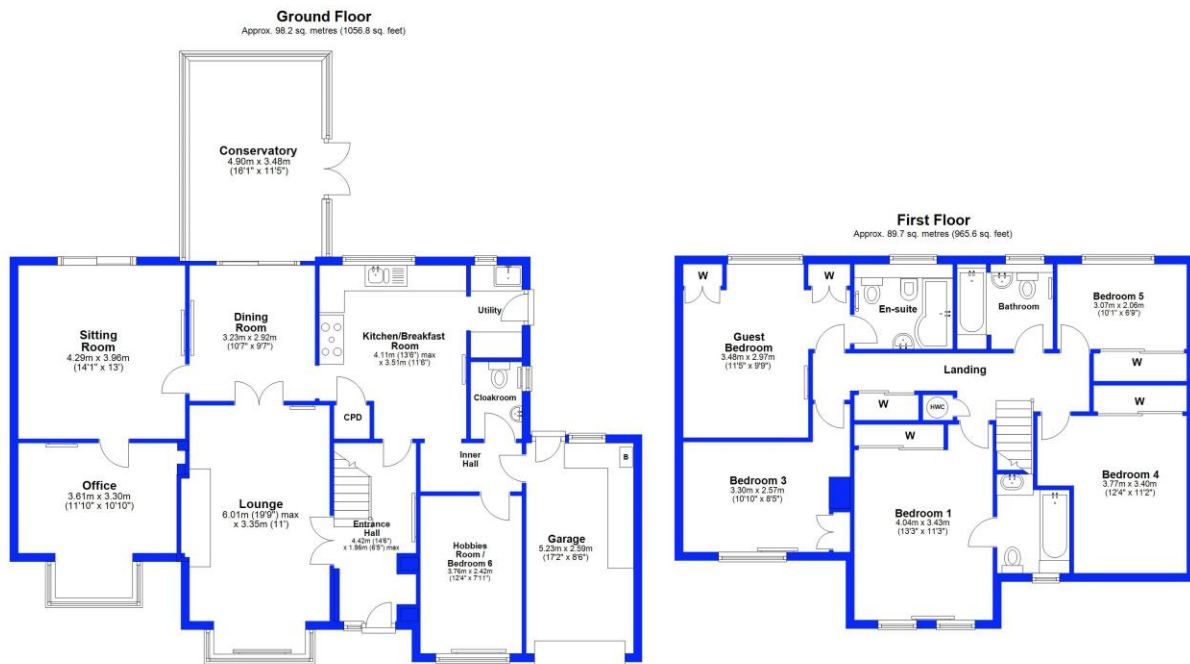 Ground Floor
Approx. 98.2 sq. metres (1056.8 sq. feet)
Conservatory
4.90m x 3.48m
(16'1" x 11'5")
Sitting
Room
4.29m x 3.96m
(14'1" x 13')
Dining
Room
3.23m x 2.92m
(10'7" x 9'7")
Kitchen/Breakfast
Room
4.11m (13'6") max
x 3.51m (11'6")
Utility
Cloakroom
CPD
Inner
Hall
Office
3.61m x 3.30m
(11'10" x 10'10")
Lounge
6.01m (19'9") max
x 3.35m (11')
Entrance
Hall
4.42m (14'6")
x 1.96m (6'5") max
Hobbies
Room /
Bedroom 6
3.76m x 2.42m
(12'4" x 7'11")
Garage
5.23m x 2.59m
(17'2" x 8'6")
B
First Floor
Approx. 89.7 sq. metres (965.6 sq. feet)
W
W
Guest
Bedroom
3.48m x 2.97m
(11'5" x 9'9")
En-suite
Bathroom
Bedroom 5
3.07m x 2.06m
(10'1" x 6'9")
Landing
W
W
W
HWC
W
Bedroom 3
3.30m x 2.57m
(10'10" x 8'5")
Bedroom 1
4.04m x 3.43m
(13'3" x 11'3")
Bedroom 4
3.77m x 3.40m
(12'4" x 11'2")